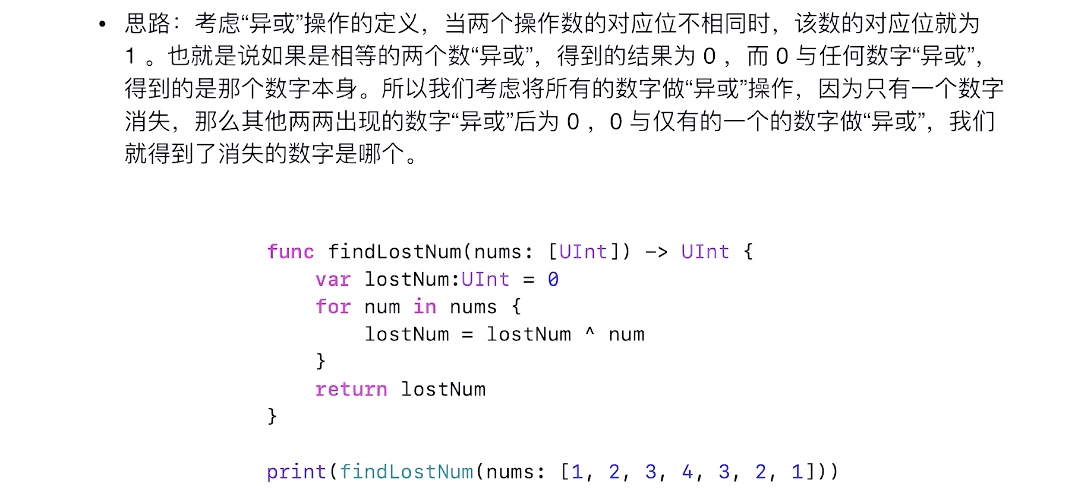 • 思路：考虑“异或”操作的定义，当两个操作数的对应位不相同时，该数的对应位就为
1 。也就是说如果是相等的两个数“异或”，得到的结果为 0 ，而 0 与任何数字“异或”，
得到的是那个数字本身。所以我们考虑将所有的数字做“异或”操作，因为只有一个数字
消失，那么其他两两出现的数字“异或”后为 0 ，0 与仅有的一个的数字做“异或”，我们
就得到了消失的数字是哪个。
func findLostNum(nums: [UInt]) -> UInt {
    var lostNum:UInt = 0
    for num in nums {
        lostNum = lostNum ^ num
    }
    return lostNum
}
print(findLostNum(nums: [1, 2, 3, 4, 3, 2, 1]))